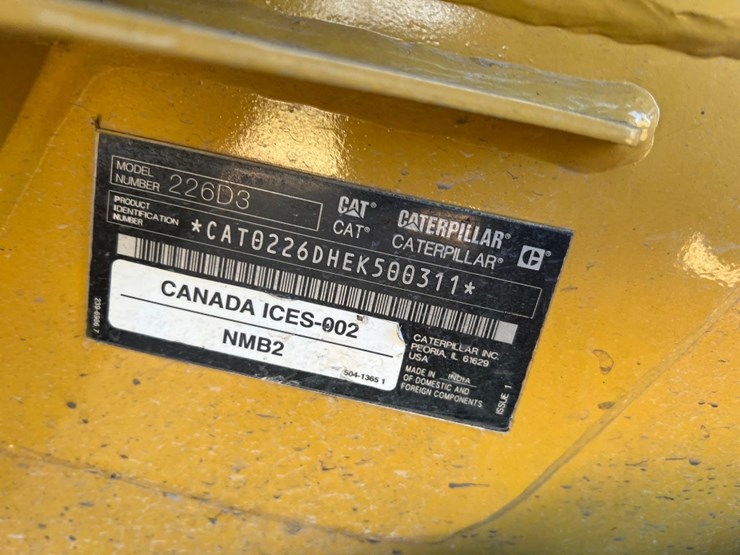 MODEL
NUMBER 226D3
CAT® CATERPILLAR®
CAT® CATERPILLAR®
PRODUCT
IDENTIFICATION
NUMBER
*CAT0226DHEK500311*
CANADA ICES-002
NMB2
504-1365 1
CATERPILLAR INC.
PEORIA, IL 61629
USA
MADE IN INDIA
OF DOMESTIC AND
FOREIGN COMPONENTS
ISSUE 1